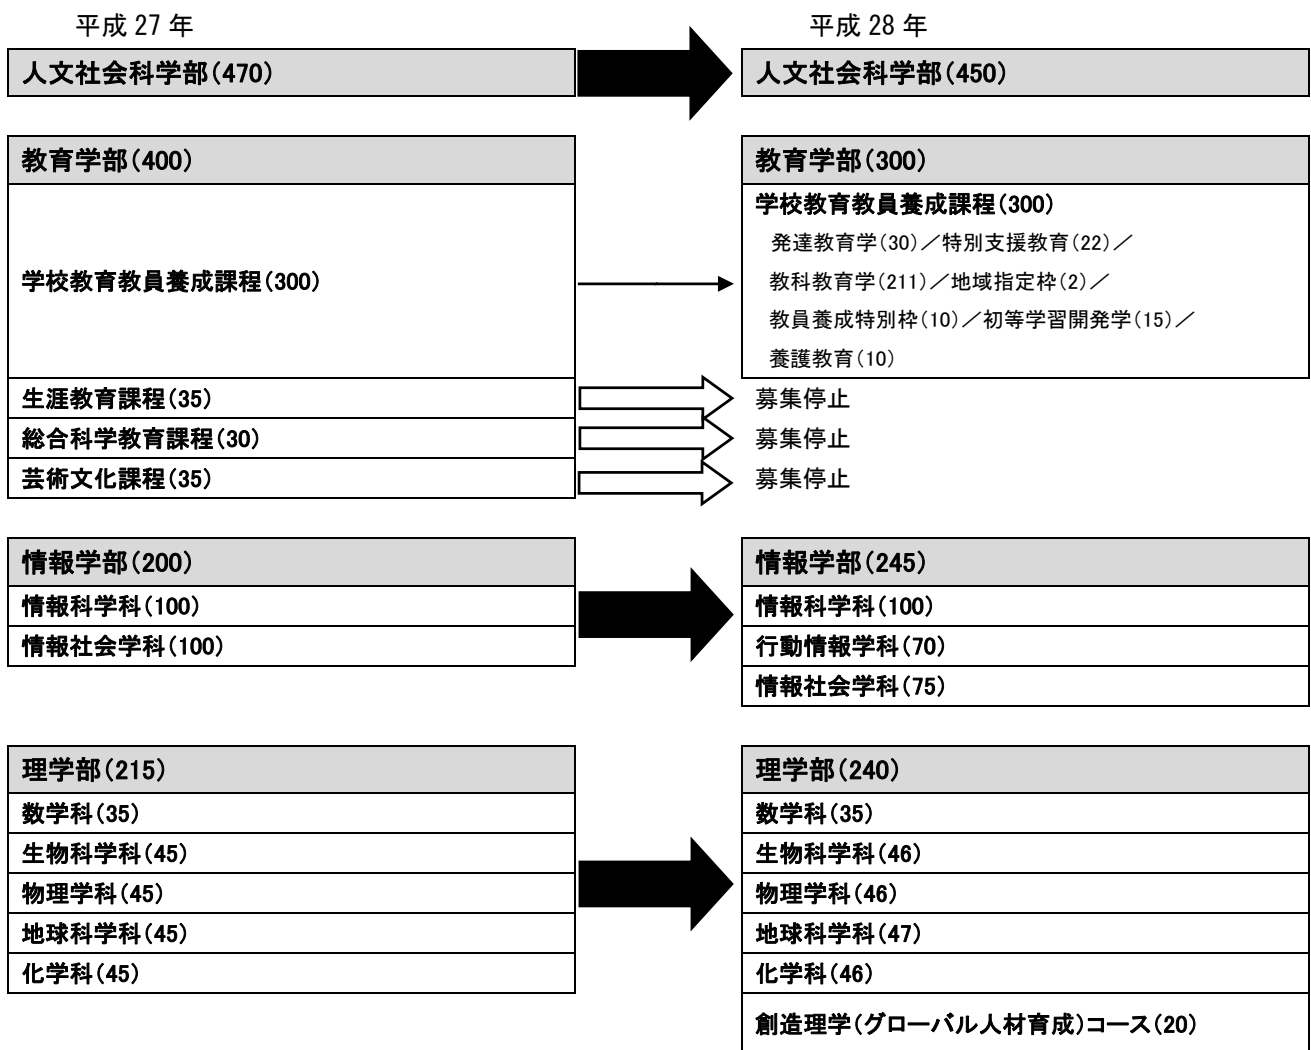 平成 27 年
平成 28 年
人文社会科学部(470)
人文社会科学部(450)
教育学部(400)
学校教育教員養成課程(300)
生涯教育課程(35)
総合科学教育課程(30)
芸術文化課程(35)
教育学部(300)
学校教育教員養成課程(300)
発達教育学(30)／特別支援教育(22)／
教科教育学(211)／地域指定枠(2)／
教員養成特別枠(10)／初等学習開発学(15)／
養護教育(10)
募集停止
募集停止
募集停止
情報学部(200)
情報科学科(100)
情報社会学科(100)
情報学部(245)
情報科学科(100)
行動情報学科(70)
情報社会学科(75)
理学部(215)
数学科(35)
生物科学科(45)
物理学科(45)
地球科学科(45)
化学科(45)
理学部(240)
数学科(35)
生物科学科(46)
物理学科(46)
地球科学科(47)
化学科(46)
創造理学(グローバル人材育成)コース(20)